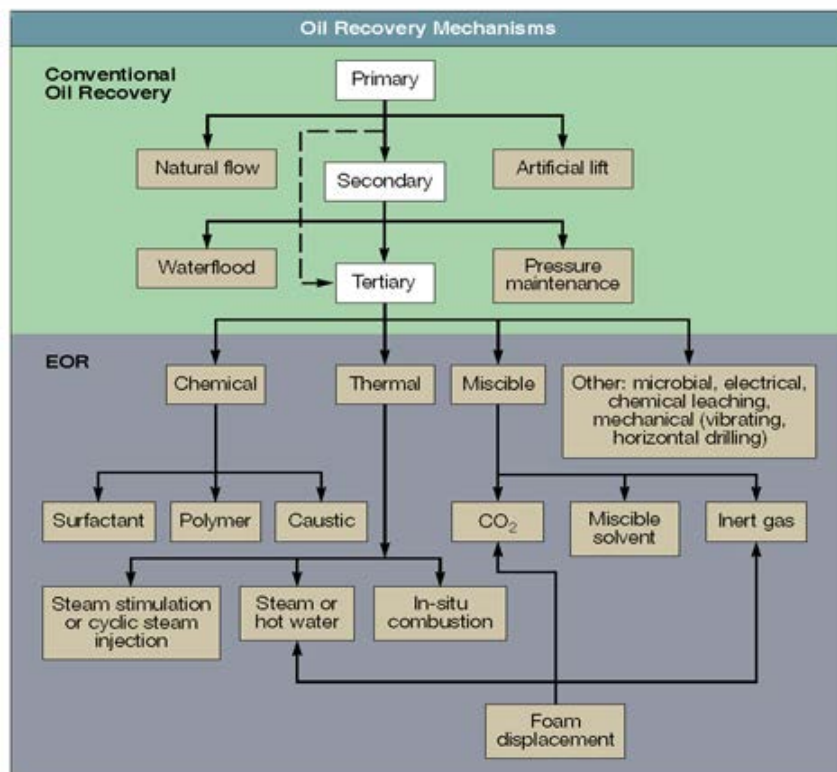 Oil Recovery Mechanisms
Conventional
Oil Recovery
Primary
Natural flow
Artificial lift
Secondary
Waterflood
Pressure
maintenance
Tertiary
EOR
Chemical
Thermal
Miscible
Other: microbial, electrical,
chemical leaching,
mechanical (vibrating,
horizontal drilling)
Surfactant
Polymer
Caustic
CO₂
Miscible
solvent
Inert gas
Steam stimulation
or cyclic steam
injection
Steam or
hot water
In-situ
combustion
Foam
displacement